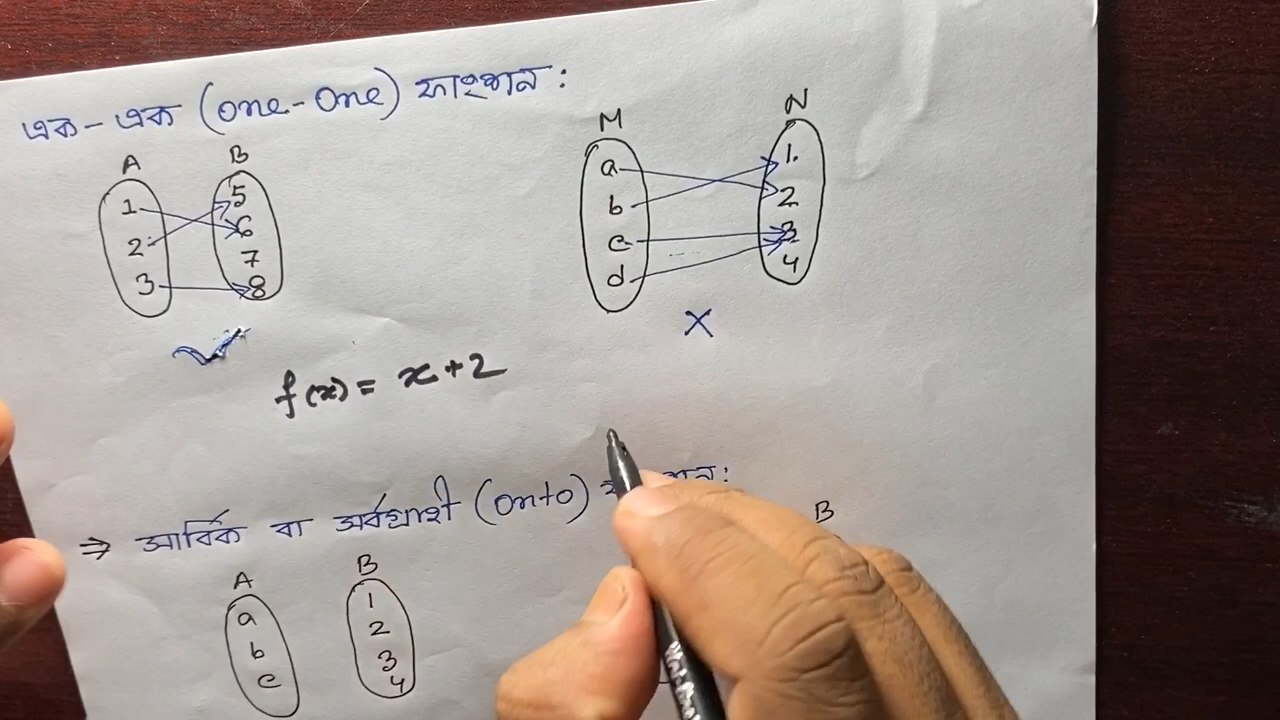 এক-এক (one-one) ফাংশন:
A B
1 5
2 6
3 7
8
M N
a 1
b 2
c 3
d 4
X
f(x) = x+2
⇒ সার্বিক বা সর্বগ্রাহী (onto)
A B
a 1
b 2
c 3
4
B